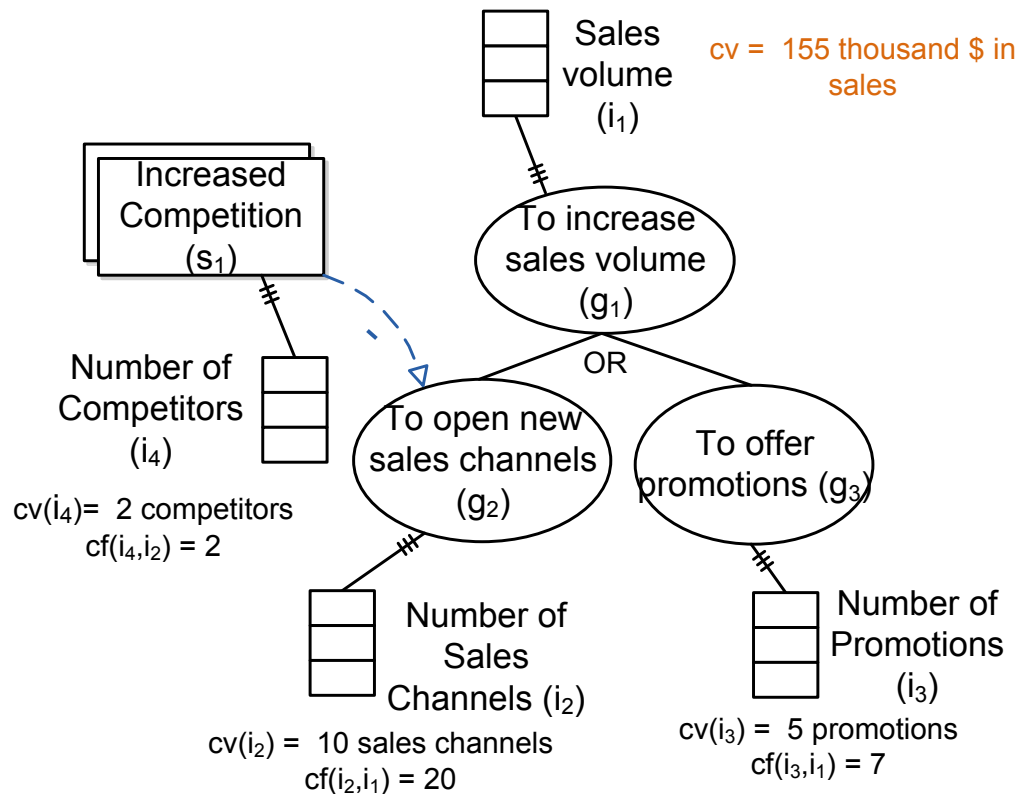 Sales
volume
(i₁)
cv = 155 thousand $ in
sales
Increased
Competition
(s₁)
To increase
sales volume
(g₁)
OR
Number of
Competitors
(i₄)
cv(i₄)= 2 competitors
cf(i₄,i₂) = 2
To open new
sales channels
(g₂)
To offer
promotions (g₃)
Number of
Sales
Channels (i₂)
cv(i₂) = 10 sales channels
cf(i₂,i₁) = 20
Number of
Promotions
(i₃)
cv(i₃) = 5 promotions
cf(i₃,i₁) = 7